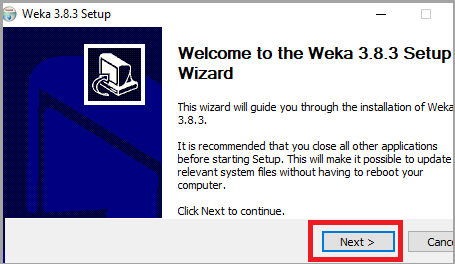 Weka 3.8.3 Setup
Welcome to the Weka 3.8.3 Setup
Wizard
This wizard will guide you through the installation of Weka
3.8.3.
It is recommended that you close all other applications
before starting Setup. This will make it possible to update
relevant system files without having to reboot your
computer.
Click Next to continue.
Next >
Canc